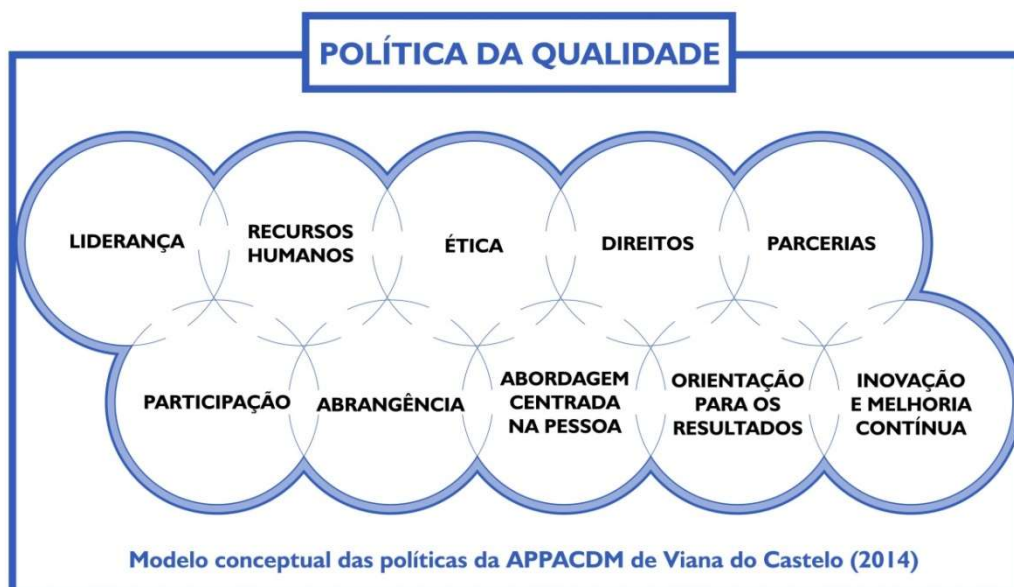 POLÍTICA DA QUALIDADE
LIDERANÇA
RECURSOS
HUMANOS
ÉTICA
DIREITOS
PARCERIAS
PARTICIPAÇÃO
ABRANGÊNCIA
ABORDAGEM
CENTRADA
NA PESSOA
ORIENTAÇÃO
PARA OS
RESULTADOS
INOVAÇÃO
E MELHORIA
CONTÍNUA
Modelo conceptual das políticas da APPACDM de Viana do Castelo (2014)